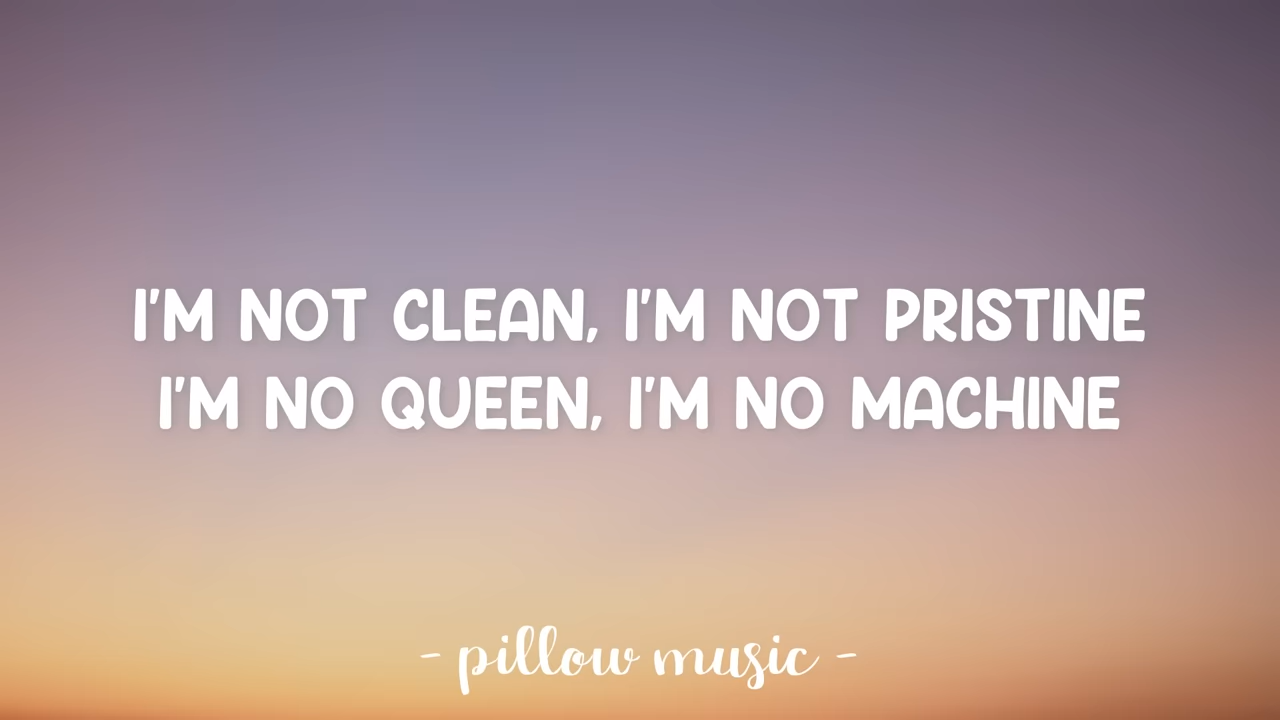 I'M NOT CLEAN, I'M NOT PRISTINE
I'M NO QUEEN, I'M NO MACHINE
- pillow music -